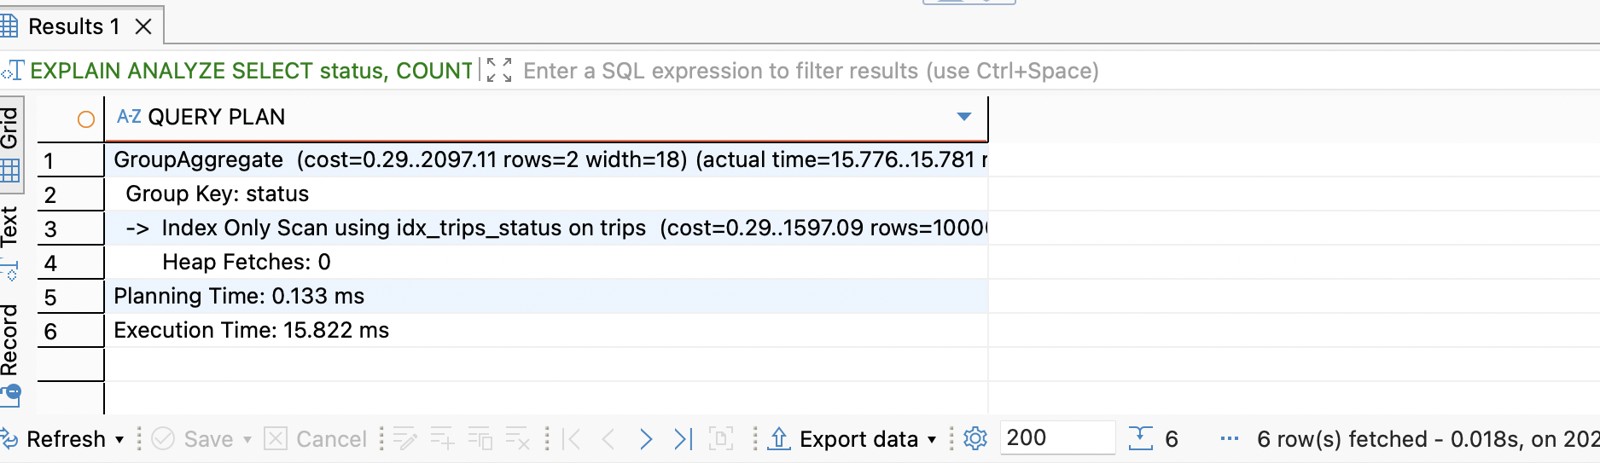 Results 1
EXPLAIN ANALYZE SELECT status, COUNT
Enter a SQL expression to filter results (use Ctrl+Space)
Grid
Text
Record
A-Z QUERY PLAN
1 GroupAggregate (cost=0.29..2097.11 rows=2 width=18) (actual time=15.776..15.781 r
2 Group Key: status
3 -> Index Only Scan using idx_trips_status on trips (cost=0.29..1597.09 rows=1000
4 Heap Fetches: 0
5 Planning Time: 0.133 ms
6 Execution Time: 15.822 ms
Refresh Save Cancel Export data 200 6 ... 6 row(s) fetched - 0.018s, on 202